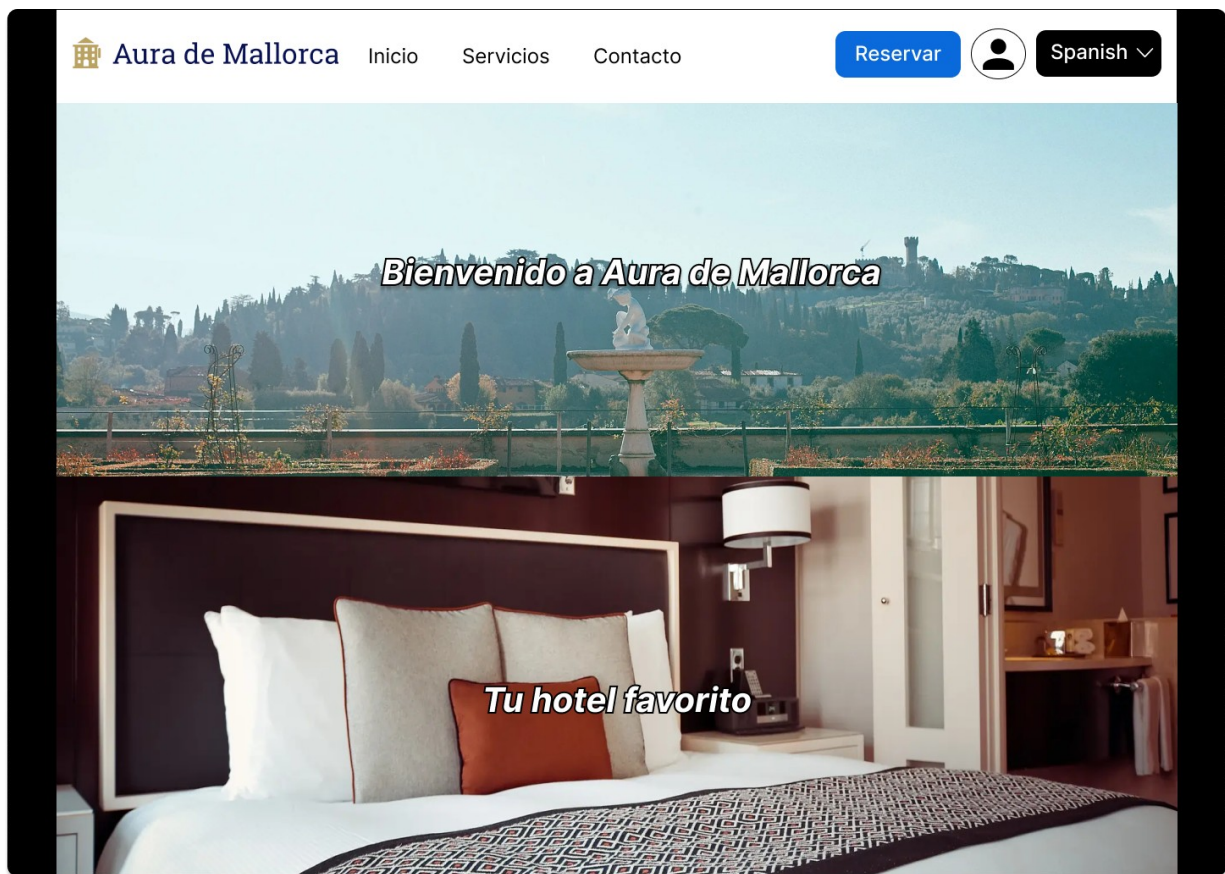 Aura de Mallorca Inicio Servicios Contacto Reservar Spanish
Bienvenido a Aura de Mallorca
Tu hotel favorito